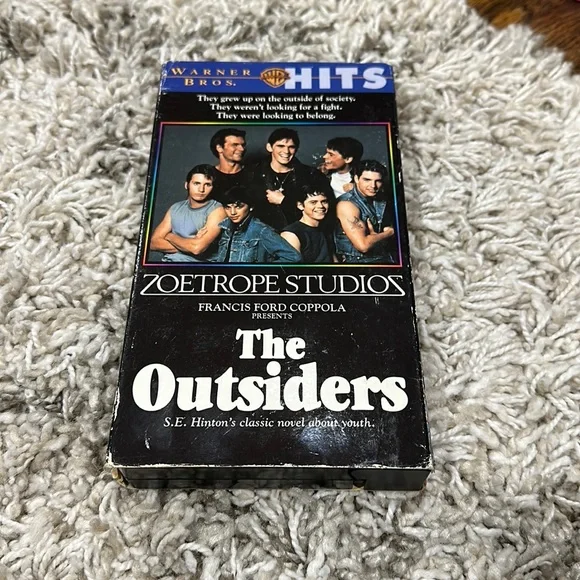 WARNER BROS. WB HITS
They grew up on the outside of society.
They weren't looking for a fight.
They were looking to belong.
ZOETROPE STUDIOS
FRANCIS FORD COPPOLA
PRESENTS
The
Outsiders
S.E. Hinton's classic novel about youth.